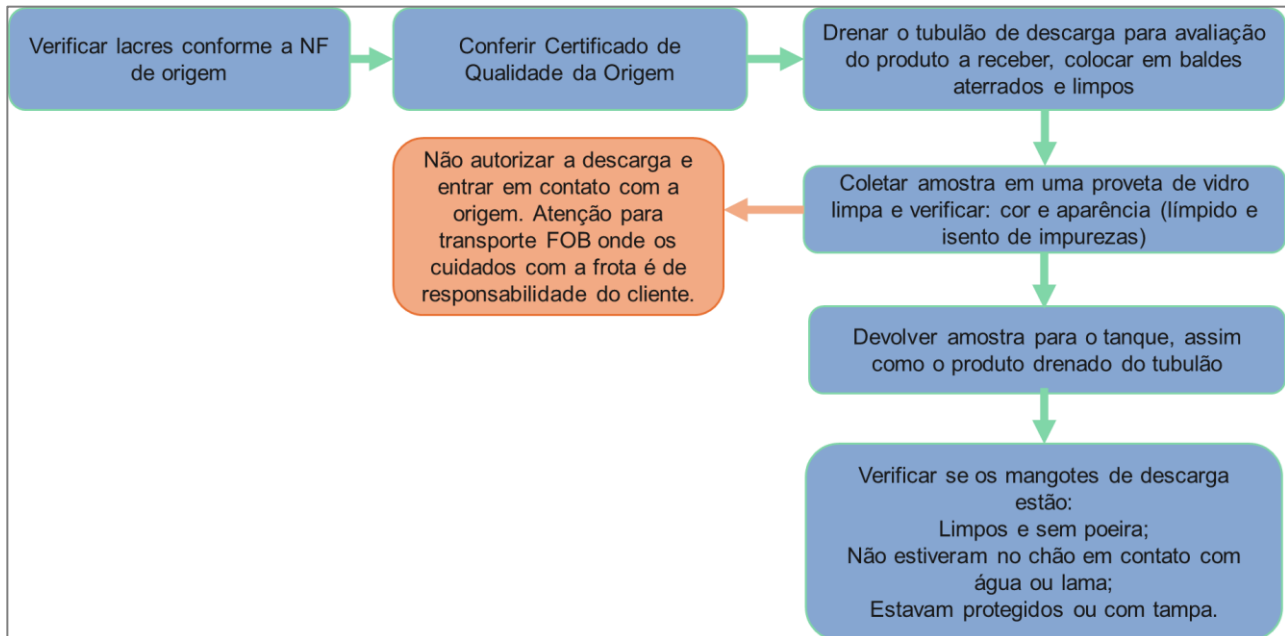 Verificar lacres conforme a NF
de origem
Conferir Certificado de
Qualidade da Origem
Drenar o tubulão de descarga para avaliação
do produto a receber, colocar em baldes
aterrados e limpos
Não autorizar a descarga e
entrar em contato com a
origem. Atenção para
transporte FOB onde os
cuidados com a frota é de
responsabilidade do cliente.
Coletar amostra em uma proveta de vidro
limpa e verificar: cor e aparência (límpido e
isento de impurezas)
Devolver amostra para o tanque, assim
como o produto drenado do tubulão
Verificar se os mangotes de descarga
estão:
Limpos e sem poeira;
Não estiveram no chão em contato com
água ou lama;
Estavam protegidos ou com tampa.